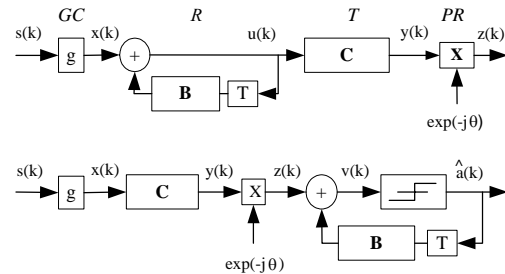 GC R T PR
s(k) x(k) u(k) y(k) z(k)
g + C X
B T
exp(-jθ)
s(k) x(k) y(k) z(k) v(k) â(k)
g C X +
B T
exp(-jθ)